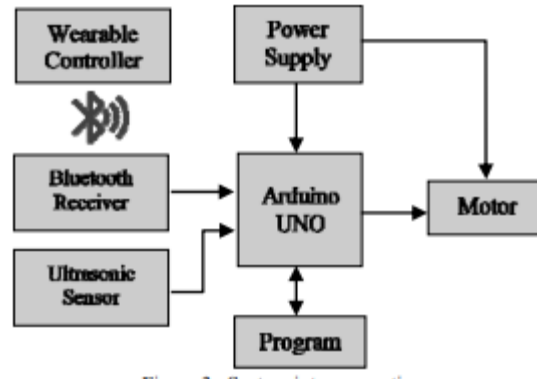 Wearable
Controller
Power
Supply
Bluetooth
Receiver
Arduino
UNO
Motor
Ultrasonic
Sensor
Program